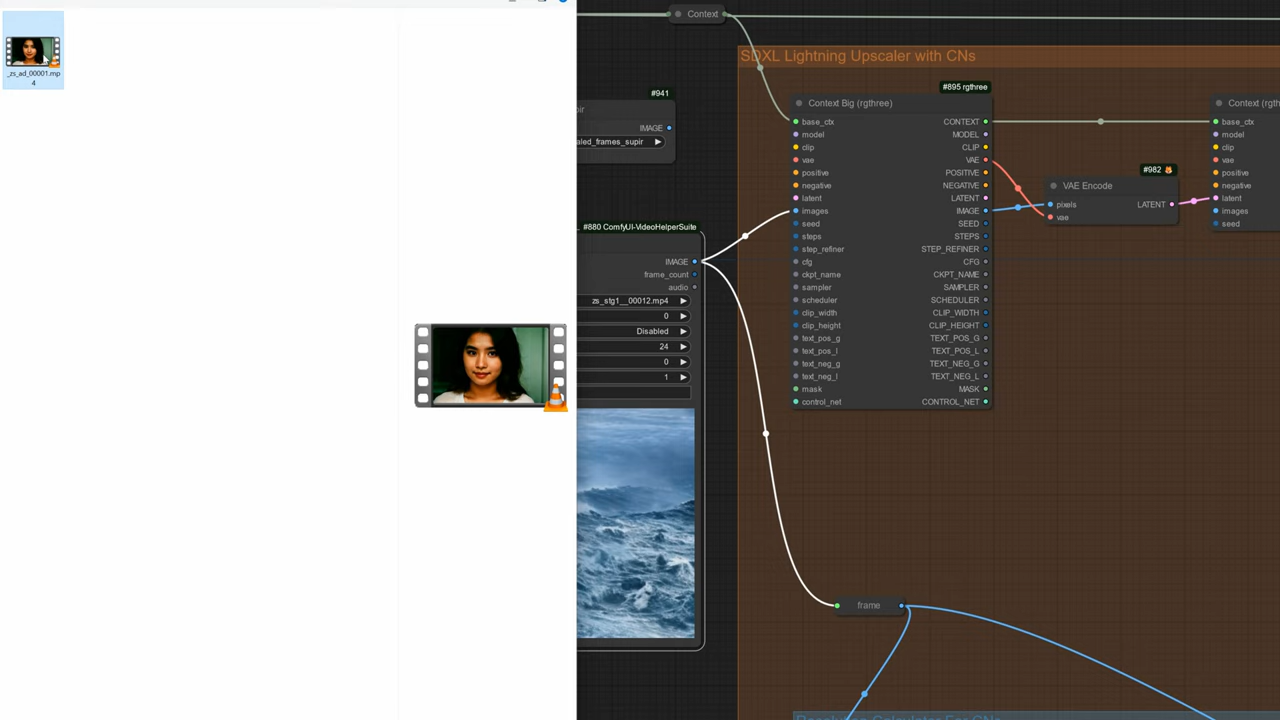 _zs_ad_00001.mp
4
Context
SDXL Lightning Upscaler with CNs
#941
IMAGE
aled_frames_supir
#880 ComfyUI-VideoHelperSuite
IMAGE
frame_count
audio
zs_stg1__00012.mp4
0
Disabled
24
0
1
#895 rgthree
Context Big (rgthree)
base_ctx CONTEXT
model MODEL
clip CLIP
vae VAE
positive POSITIVE
negative NEGATIVE
latent LATENT
images IMAGE
seed SEED
steps STEPS
step_refiner STEP_REFINER
cfg CFG
ckpt_name CKPT_NAME
sampler SAMPLER
scheduler SCHEDULER
clip_width CLIP_WIDTH
clip_height CLIP_HEIGHT
text_pos_g TEXT_POS_G
text_pos_l TEXT_POS_L
text_neg_g TEXT_NEG_G
text_neg_l TEXT_NEG_L
mask MASK
control_net CONTROL_NET
#982
VAE Encode
pixels LATENT
vae
Context (rgth
base_ctx
model
clip
vae
positive
negative
latent
images
seed
frame
Resolution Calculator For CNs